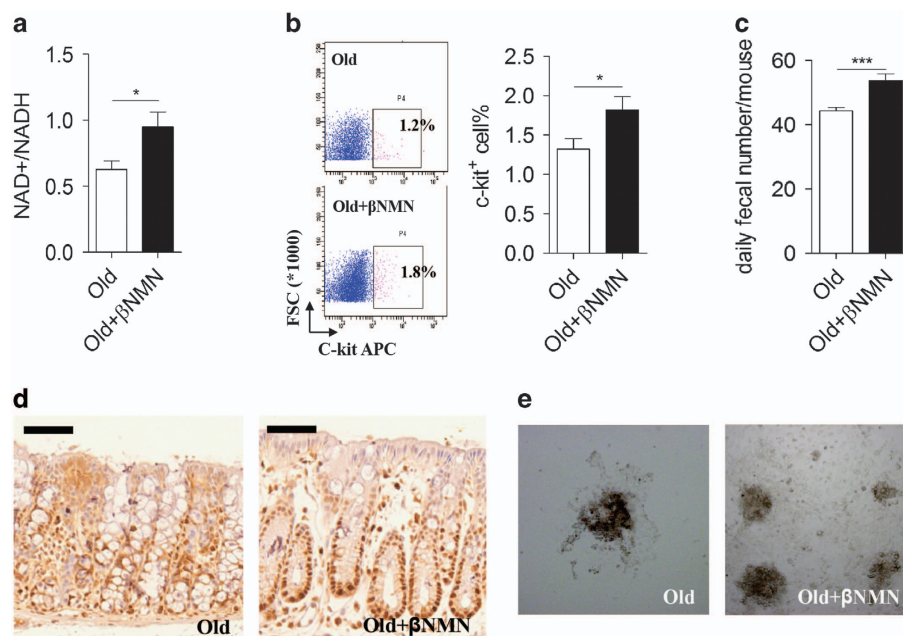 a
NAD+/NADH
1.5
1.0
0.5
0.0
*
Old
Old+βNMN
b
Old
P4
1.2%
Old+βNMN
P4
1.8%
FSC (*1000)
C-kit APC
c-kit+ cell%
2.5
2.0
1.5
1.0
0.5
0.0
*
Old
Old+βNMN
c
daily fecal number/mouse
60
40
20
0
***
Old
Old+βNMN
d
Old
Old+βNMN
e
Old
Old+βNMN